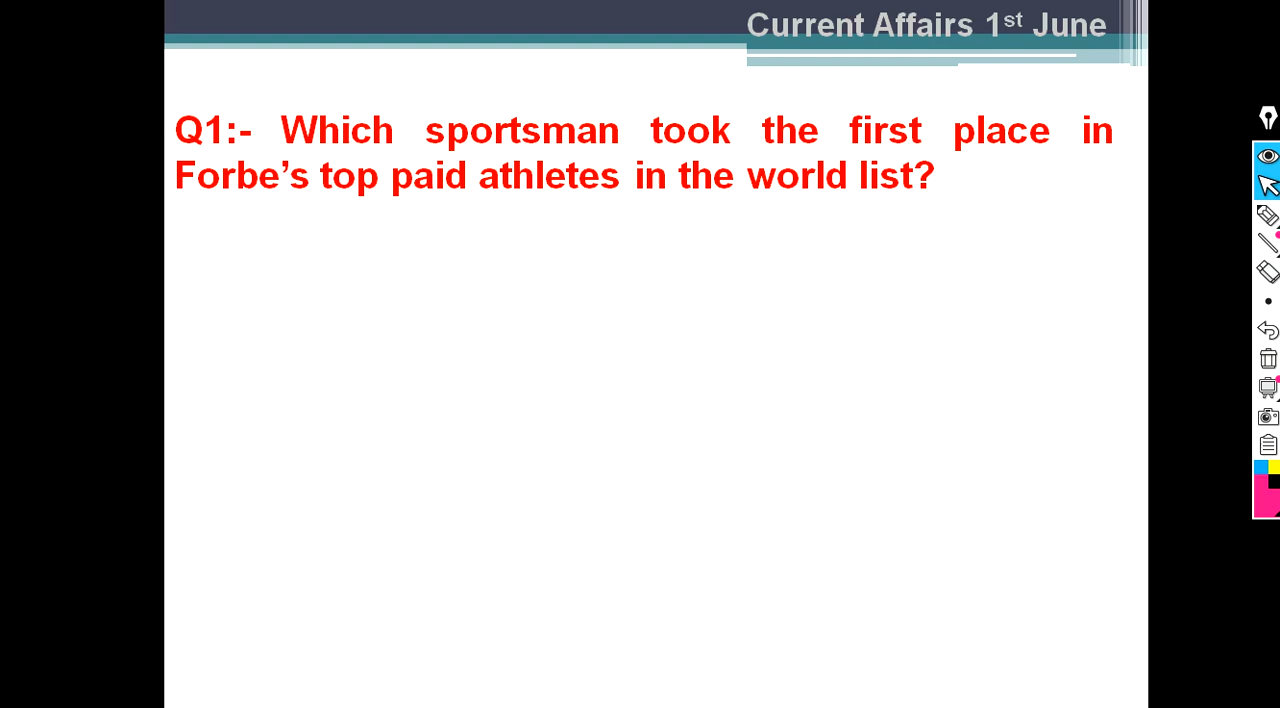 Current Affairs 1st June
Q1:- Which sportsman took the first place in
Forbe’s top paid athletes in the world list?